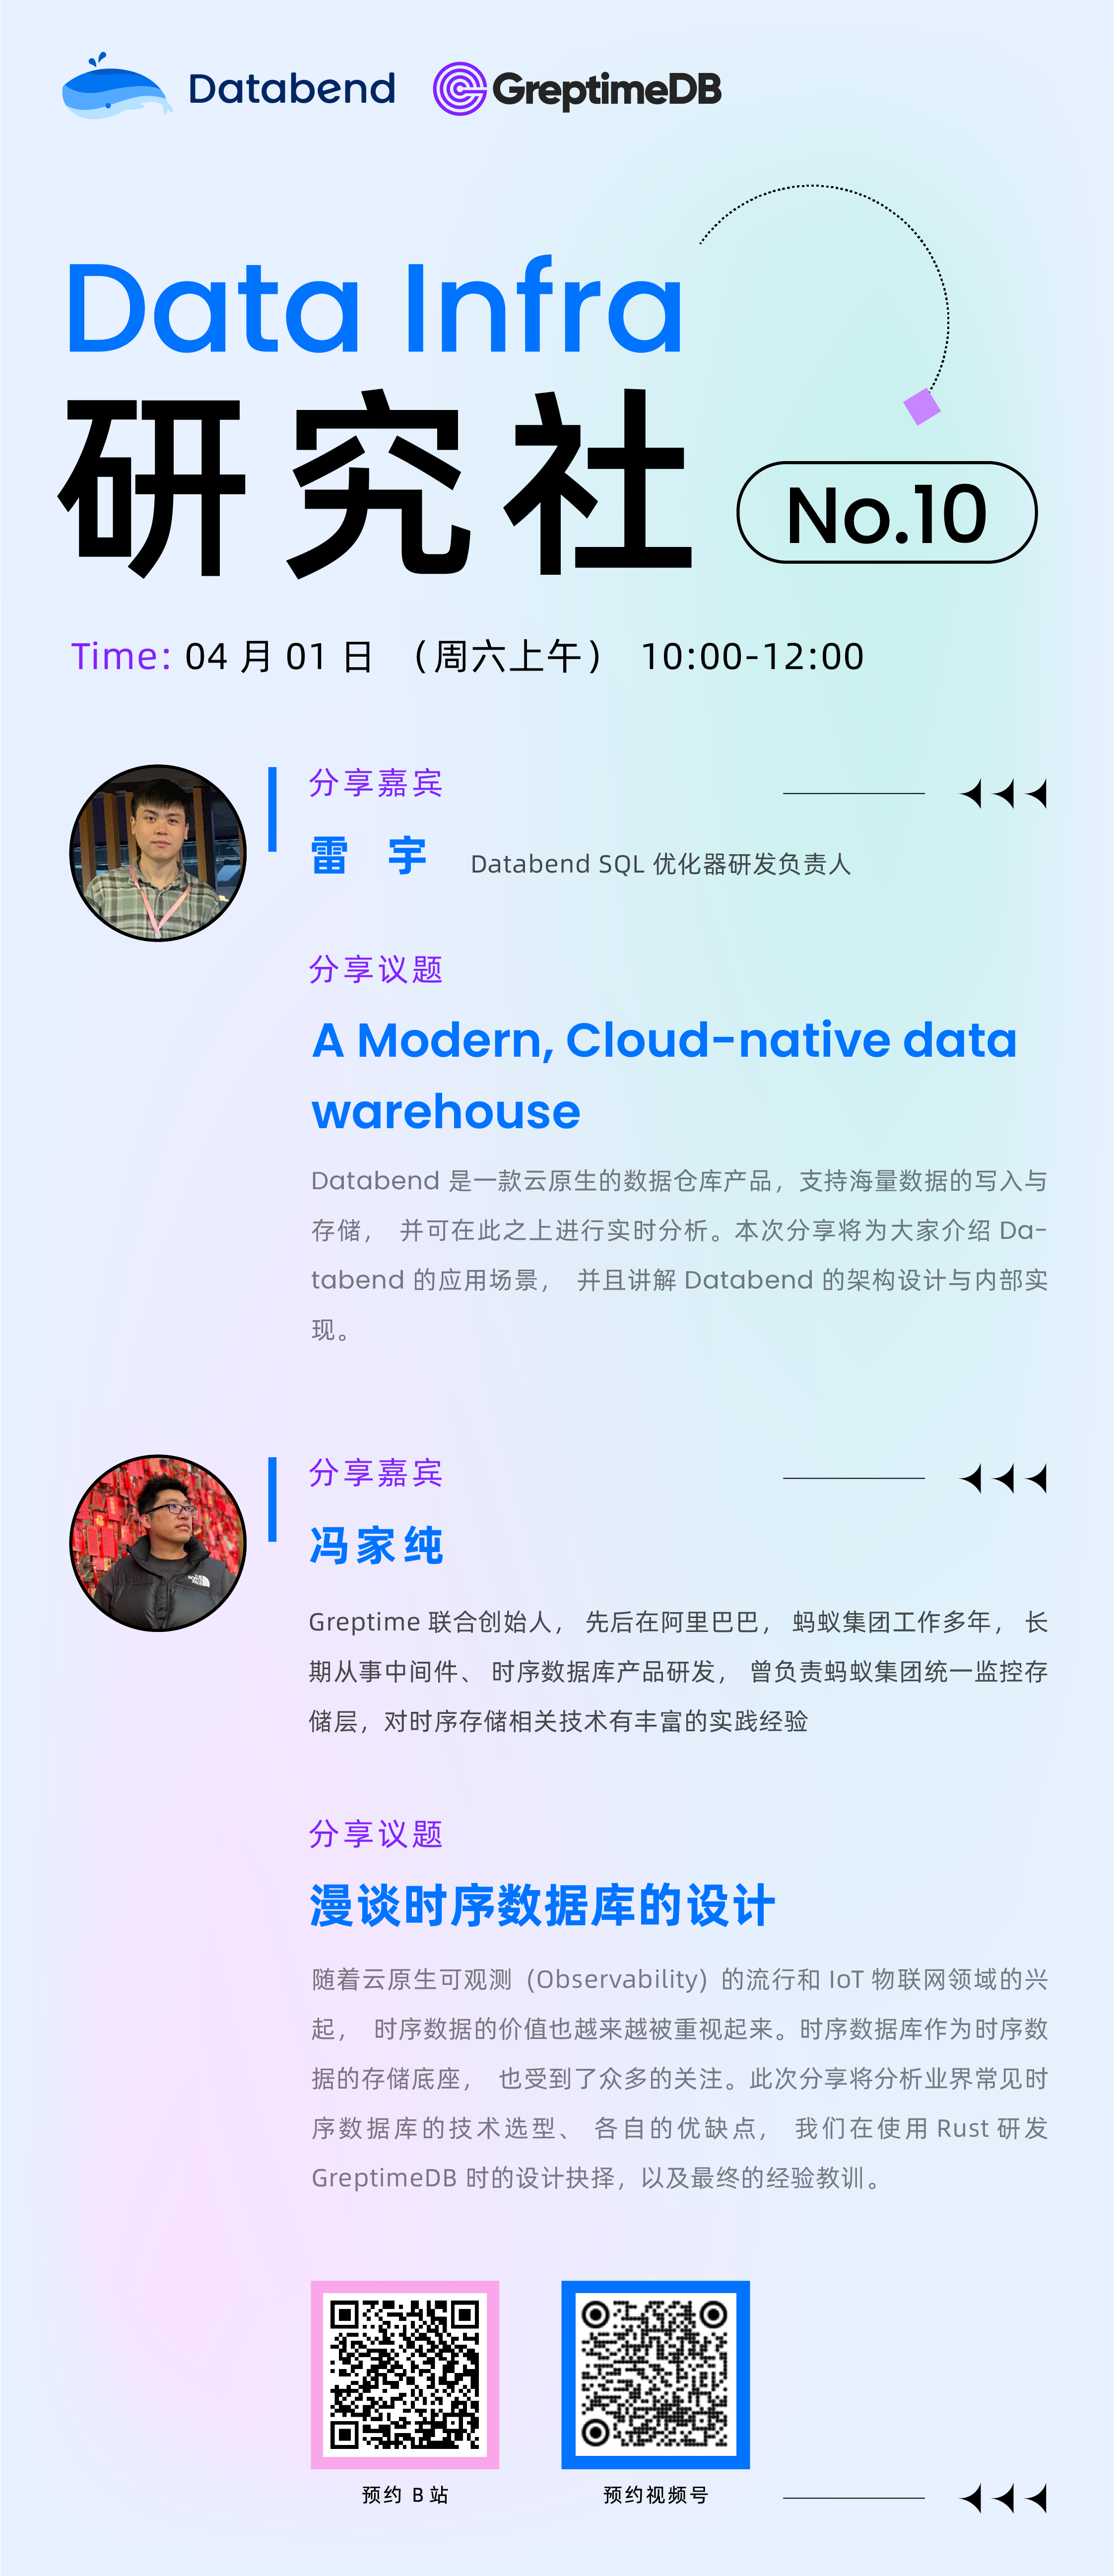 Databend GreptimeDB
Data Infra
研究社 No.10
Time: 04 月 01 日 （周六上午） 10:00-12:00
分享嘉宾
雷 宇 Databend SQL 优化器研发负责人
分享议题
A Modern, Cloud-native data
warehouse
Databend 是一款云原生的数据仓库产品，支持海量数据的写入与
存储， 并可在此之上进行实时分析。本次分享将为大家介绍 Da-
tabend 的应用场景， 并且讲解 Databend 的架构设计与内部实
现。
分享嘉宾
冯家纯
Greptime 联合创始人， 先后在阿里巴巴， 蚂蚁集团工作多年， 长
期从事中间件、 时序数据库产品研发， 曾负责蚂蚁集团统一监控存
储层，对时序存储相关技术有丰富的实践经验
分享议题
漫谈时序数据库的设计
随着云原生可观测 (Observability) 的流行和 IoT 物联网领域的兴
起， 时序数据的价值也越来越被重视起来。时序数据库作为时序数
据的存储底座， 也受到了众多的关注。此次分享将分析业界常见时
序数据库的技术选型、 各自的优缺点， 我们在使用 Rust 研发
GreptimeDB 时的设计抉择，以及最终的经验教训。
预约 B 站 预约视频号